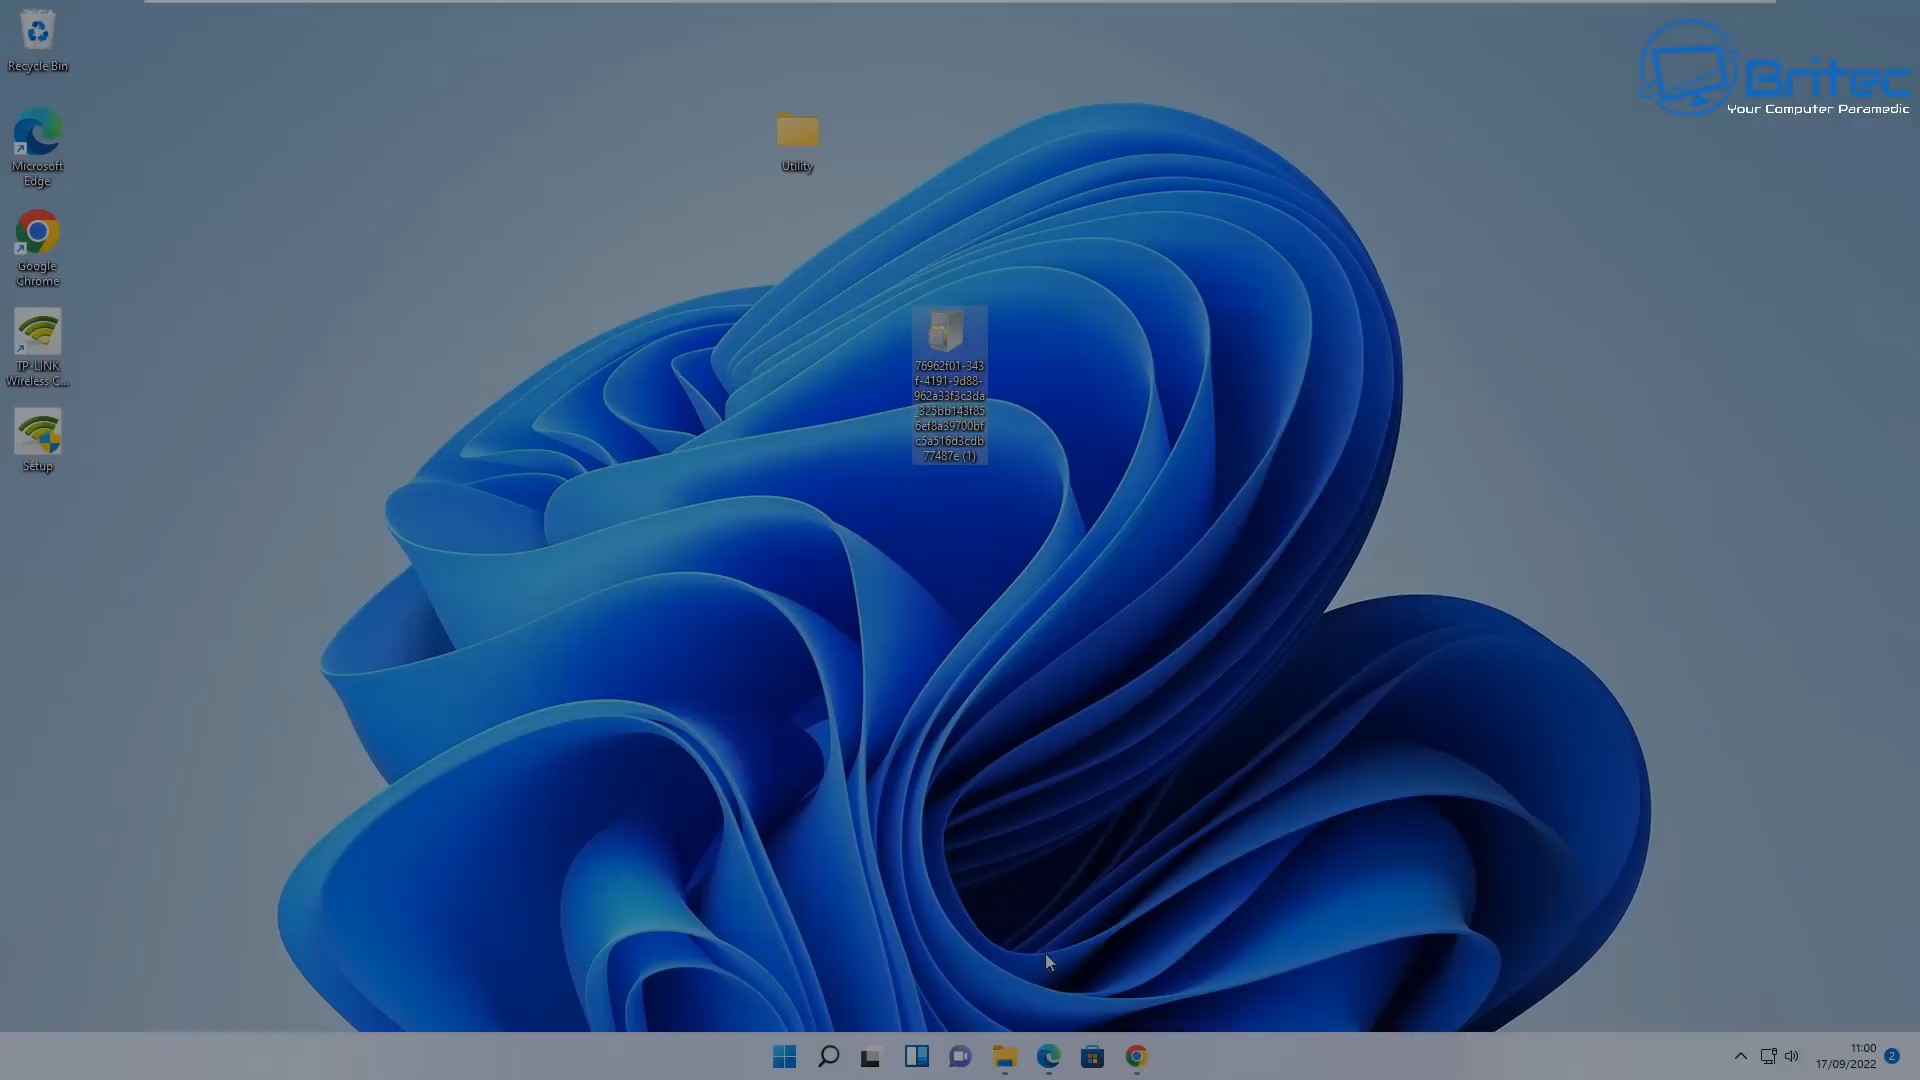 Recycle Bin
Microsoft
Edge
Google
Chrome
TP-LINK
Wireless C...
Setup
Utility
76962f01-343
f-4191-9d88-
962a33f3c3da
_325bb143f85
6ef8a39700bf
c5a516d3cdb
77487e (1)
Britec
Your Computer Paramedic
11:00
17/09/2022
2